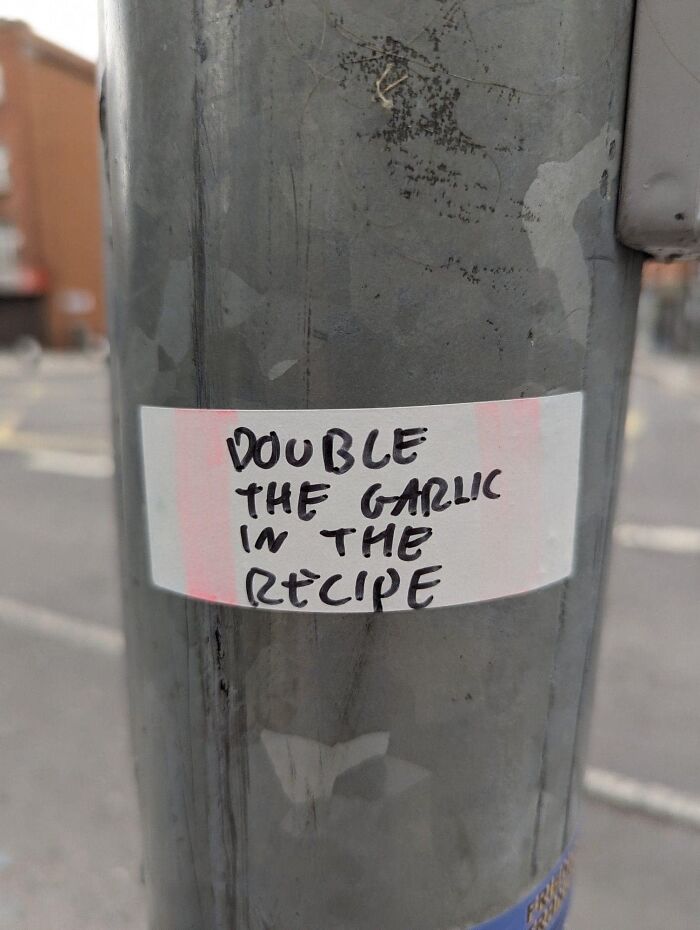 DOUBLE
THE GARLIC
IN THE
RECIPE